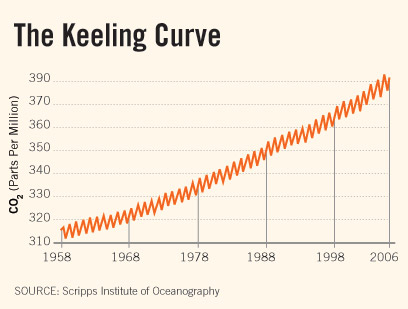 The Keeling Curve
CO2 (Parts Per Million)
390
370
360
350
340
330
320
310
1958 1968 1978 1988 1998 2006
SOURCE: Scripps Institute of Oceanography